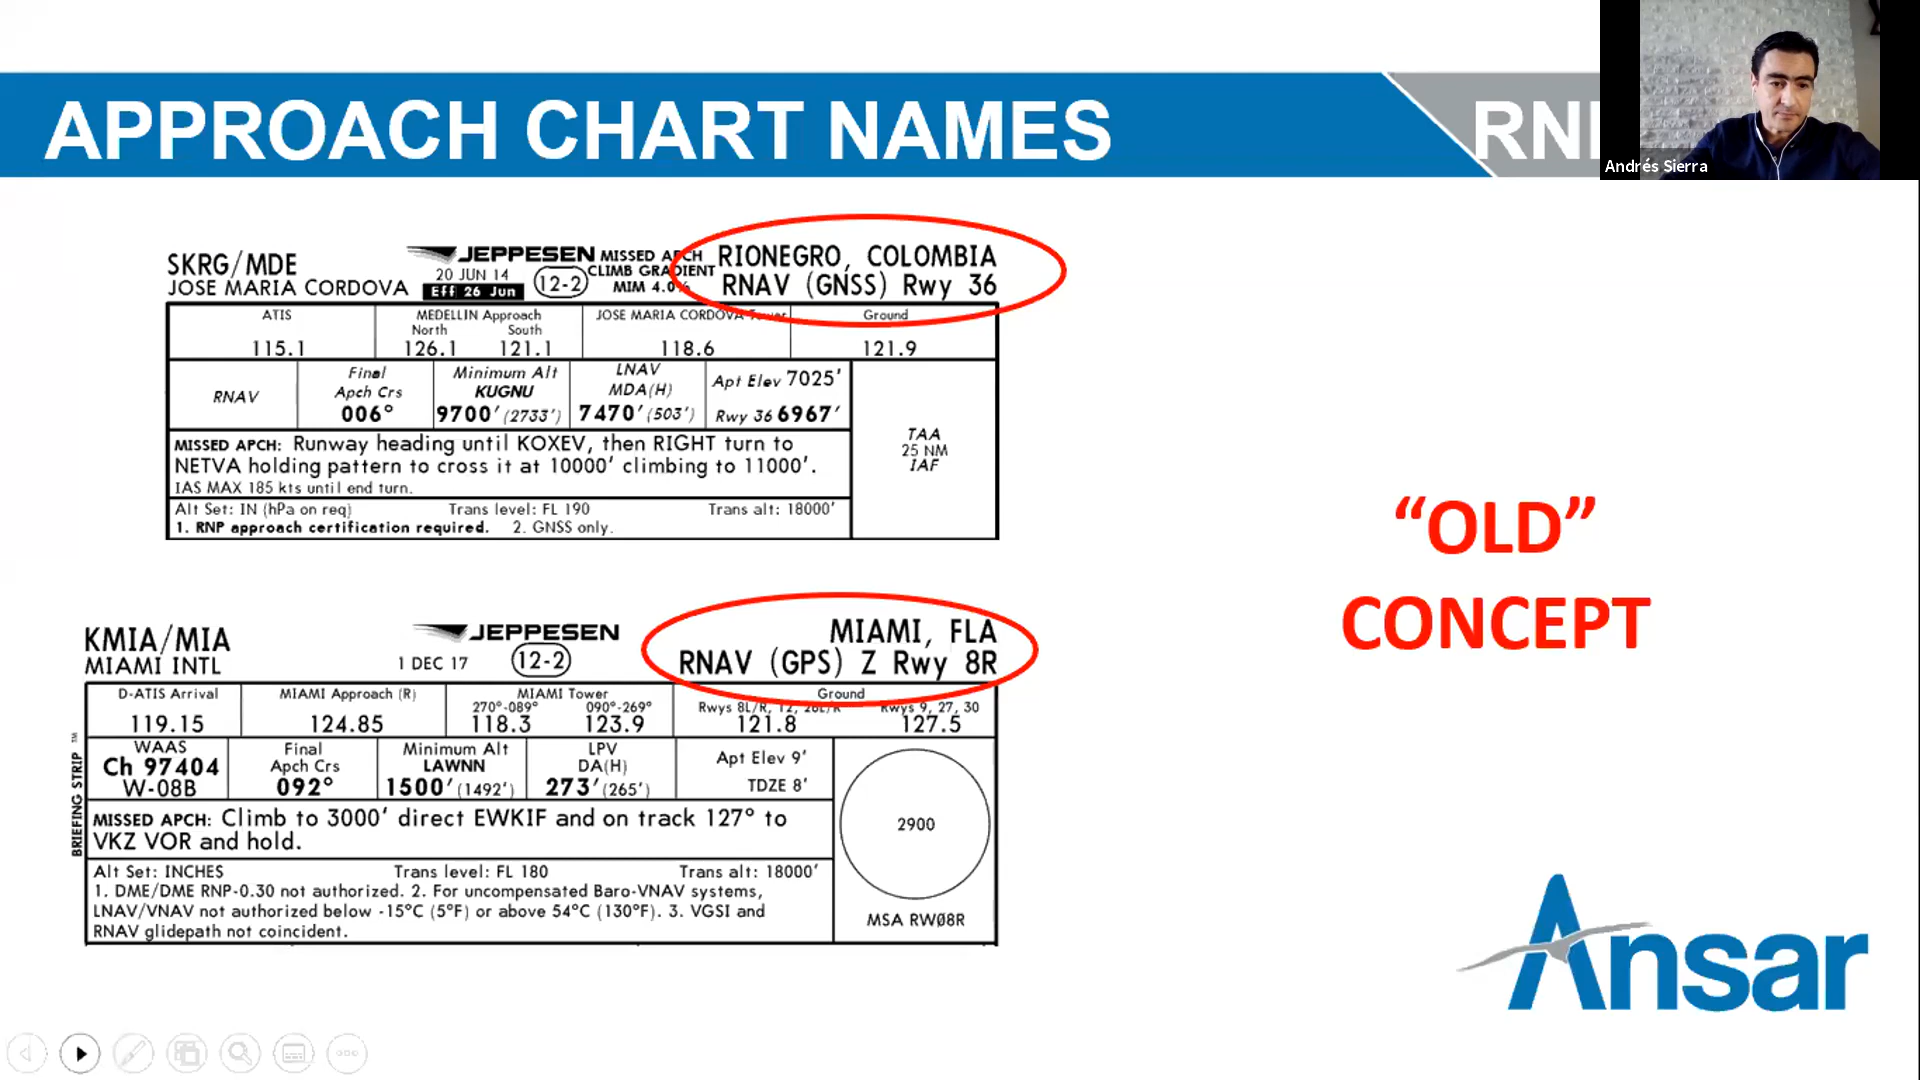 APPROACH CHART NAMES
RN
Andrés Sierra
SKRG/MDE
JOSE MARIA CORDOVA
JEPPESEN
20 JUN 14
Eff 26 Jun
12-2
MISSED APCH
CLIMB GRADIENT
MIM 4.0%
RIONEGRO, COLOMBIA
RNAV (GNSS) Rwy 36
ATIS
115.1
MEDELLIN Approach
North South
126.1 121.1
JOSE MARIA CORDOVA Tower
118.6
Ground
121.9
RNAV
Final
Apch Crs
006°
Minimum Alt
KUGNU
9700' (2733')
LNAV
MDA(H)
7470' (503')
Apt Elev 7025'
Rwy 36 6967'
MISSED APCH: Runway heading until KOXEV, then RIGHT turn to
NETVA holding pattern to cross it at 10000' climbing to 11000'.
IAS MAX 185 kts until end turn.
Alt Set: IN (hPa on req) Trans level: FL 190 Trans alt: 18000'
1. RNP approach certification required. 2. GNSS only.
TAA
25 NM
IAF
"OLD"
CONCEPT
KMIA/MIA
MIAMI INTL
JEPPESEN
1 DEC 17
12-2
MIAMI, FLA
RNAV (GPS) Z Rwy 8R
D-ATIS Arrival
119.15
MIAMI Approach (R)
124.85
MIAMI Tower
270°-089° 090°-269°
118.3 123.9
Ground
Rwys 8L/R, 12, 26L/R Rwys 9, 27, 30
121.8 127.5
BRIEFING STRIP TM
WAAS
Ch 97404
W-08B
Final
Apch Crs
092°
Minimum Alt
LAWNN
1500' (1492')
LPV
DA(H)
273' (265')
Apt Elev 9'
TDZE 8'
MISSED APCH: Climb to 3000' direct EWKIF and on track 127° to
VKZ VOR and hold.
Alt Set: INCHES Trans level: FL 180 Trans alt: 18000'
1. DME/DME RNP-0.30 not authorized. 2. For uncompensated Baro-VNAV systems,
LNAV/VNAV not authorized below -15°C (5°F) or above 54°C (130°F). 3. VGSI and
RNAV glidepath not coincident.
2900
MSA RWØ8R
Ansar